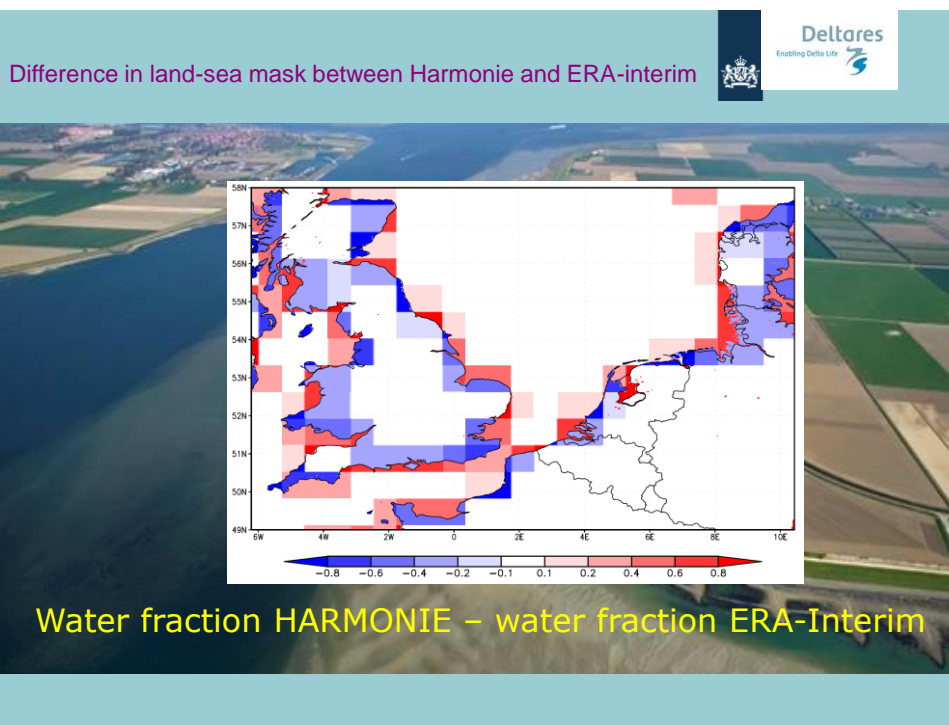 Deltares
Enabling Delta Life
Difference in land-sea mask between Harmonie and ERA-interim
58N
57N
56N
55N
54N
53N
52N
51N
50N
49N
6W 4W 2W 0 2E 4E 6E 8E 10E
−0.8 −0.6 −0.4 −0.2 −0.1 0.1 0.2 0.4 0.6 0.8
Water fraction HARMONIE – water fraction ERA-Interim